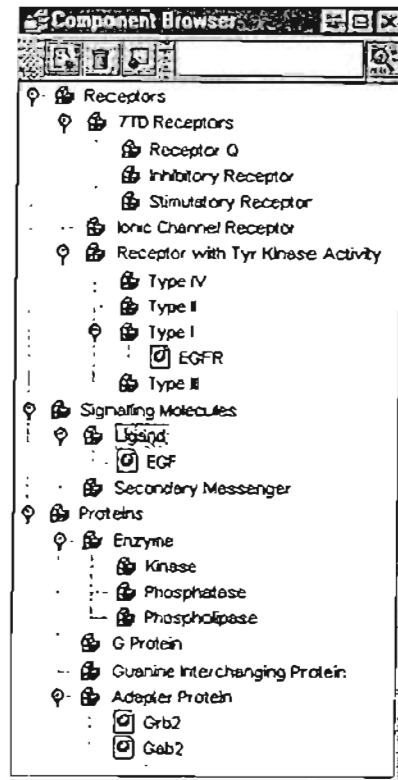 Component Browser
Receptors
7TD Receptors
Receptor Q
Inhibitory Receptor
Stimulatory Receptor
Ionic Channel Receptor
Receptor with Tyr Kinase Activity
Type IV
Type II
Type I
EGFR
Type III
Signalling Molecules
Ligand
EGF
Secondary Messenger
Proteins
Enzyme
Kinase
Phosphatase
Phospholipase
G Protein
Guanine Interchanging Protein
Adapter Protein
Grb2
Gab2